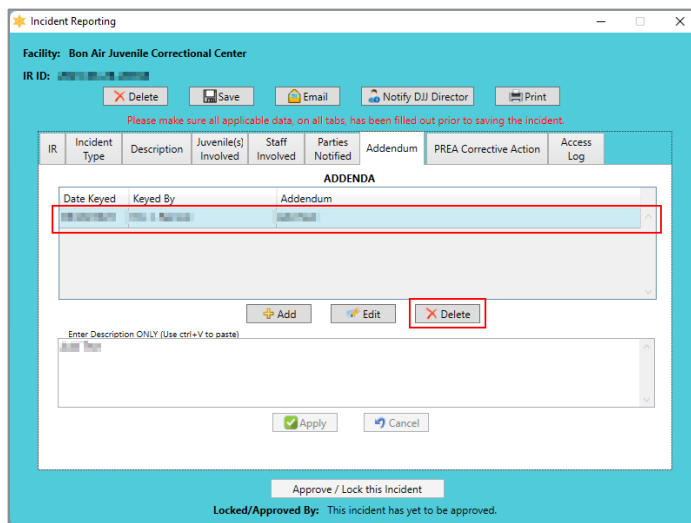 Incident Reporting
Facility: Bon Air Juvenile Correctional Center
IR ID:
Delete Save Email Notify DJJ Director Print
Please make sure all applicable data, on all tabs, has been filled out prior to saving the incident.
IR Incident Type Description Juvenile(s) Involved Staff Involved Parties Notified Addendum PREA Corrective Action Access Log
ADDENDA
Date Keyed Keyed By Addendum
Add Edit Delete
Enter Description ONLY (Use ctrl+V to paste)
Apply Cancel
Approve / Lock this Incident
Locked/Approved By: This incident has yet to be approved.